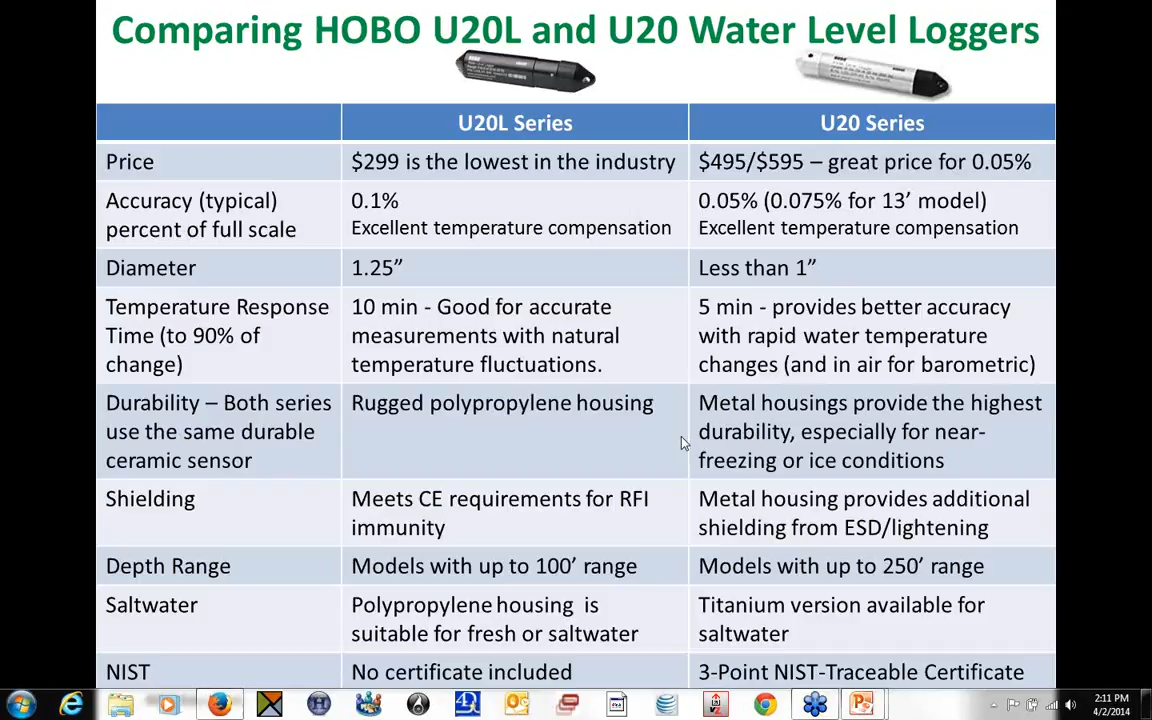 Comparing HOBO U20L and U20 Water Level Loggers
U20L Series
U20 Series
Price
$299 is the lowest in the industry
$495/$595 – great price for 0.05%
Accuracy (typical)
percent of full scale
0.1%
Excellent temperature compensation
0.05% (0.075% for 13’ model)
Excellent temperature compensation
Diameter
1.25”
Less than 1”
Temperature Response
Time (to 90% of
change)
10 min - Good for accurate
measurements with natural
temperature fluctuations.
5 min - provides better accuracy
with rapid water temperature
changes (and in air for barometric)
Durability – Both series
use the same durable
ceramic sensor
Rugged polypropylene housing
Metal housings provide the highest
durability, especially for near-
freezing or ice conditions
Shielding
Meets CE requirements for RFI
immunity
Metal housing provides additional
shielding from ESD/lightening
Depth Range
Models with up to 100’ range
Models with up to 250’ range
Saltwater
Polypropylene housing is
suitable for fresh or saltwater
Titanium version available for
saltwater
NIST
No certificate included
3-Point NIST-Traceable Certificate
2:11 PM
4/2/2014